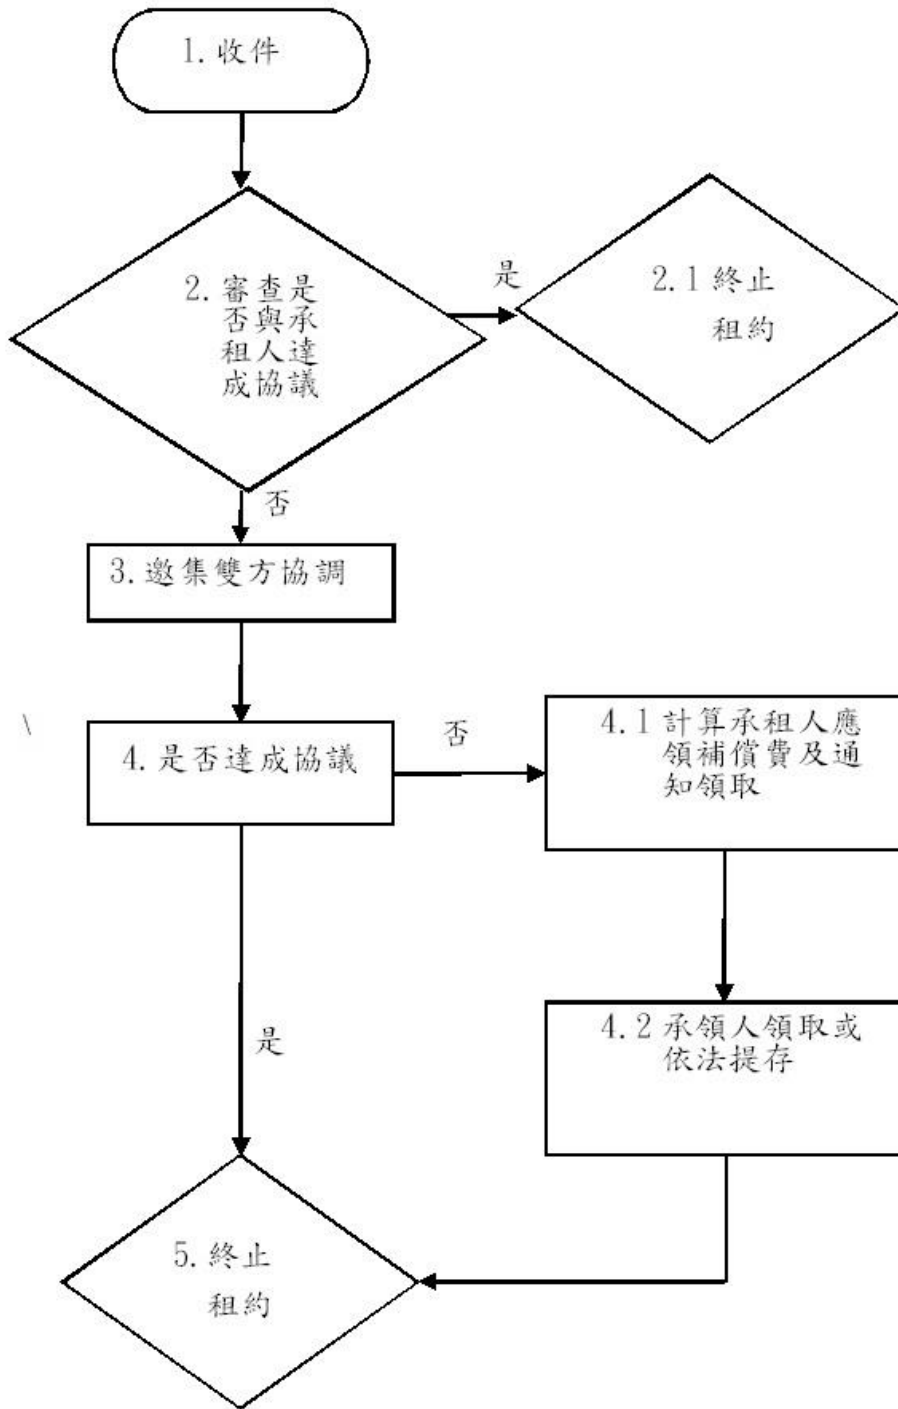 1. 收件
2. 審查是
否與承
租人達
成協議
是
2.1 終止
租約
否
3. 邀集雙方協調
\
4. 是否達成協議
否
4.1 計算承租人應
領補償費及通
知領取
是
4.2 承領人領取或
依法提存
5. 終止
租約